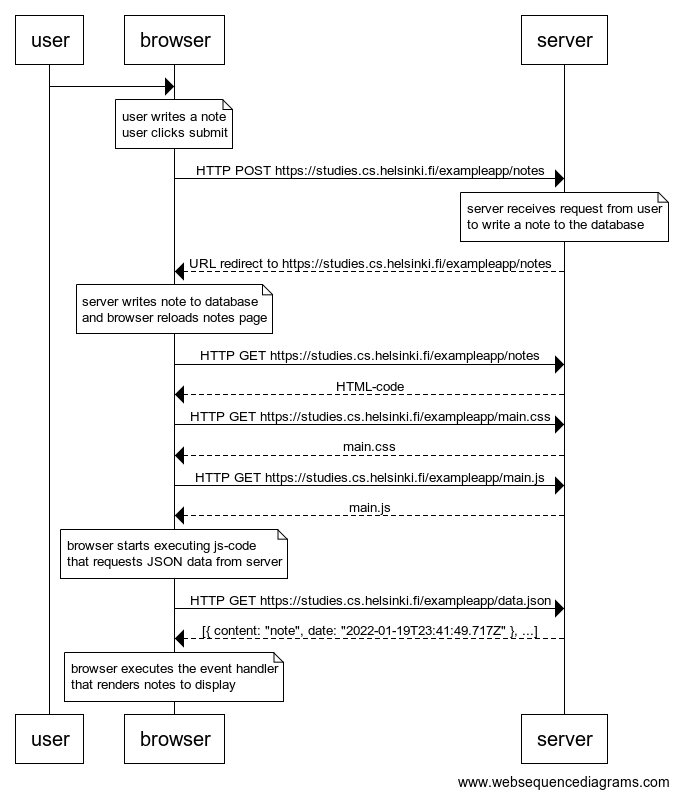 user
browser
server
user writes a note
user clicks submit
HTTP POST https://studies.cs.helsinki.fi/exampleapp/notes
server receives request from user
to write a note to the database
URL redirect to https://studies.cs.helsinki.fi/exampleapp/notes
server writes note to database
and browser reloads notes page
HTTP GET https://studies.cs.helsinki.fi/exampleapp/notes
HTML-code
HTTP GET https://studies.cs.helsinki.fi/exampleapp/main.css
main.css
HTTP GET https://studies.cs.helsinki.fi/exampleapp/main.js
main.js
browser starts executing js-code
that requests JSON data from server
HTTP GET https://studies.cs.helsinki.fi/exampleapp/data.json
[{ content: "note", date: "2022-01-19T23:41:49.717Z" }, ...]
browser executes the event handler
that renders notes to display
user
browser
server
www.websequencediagrams.com